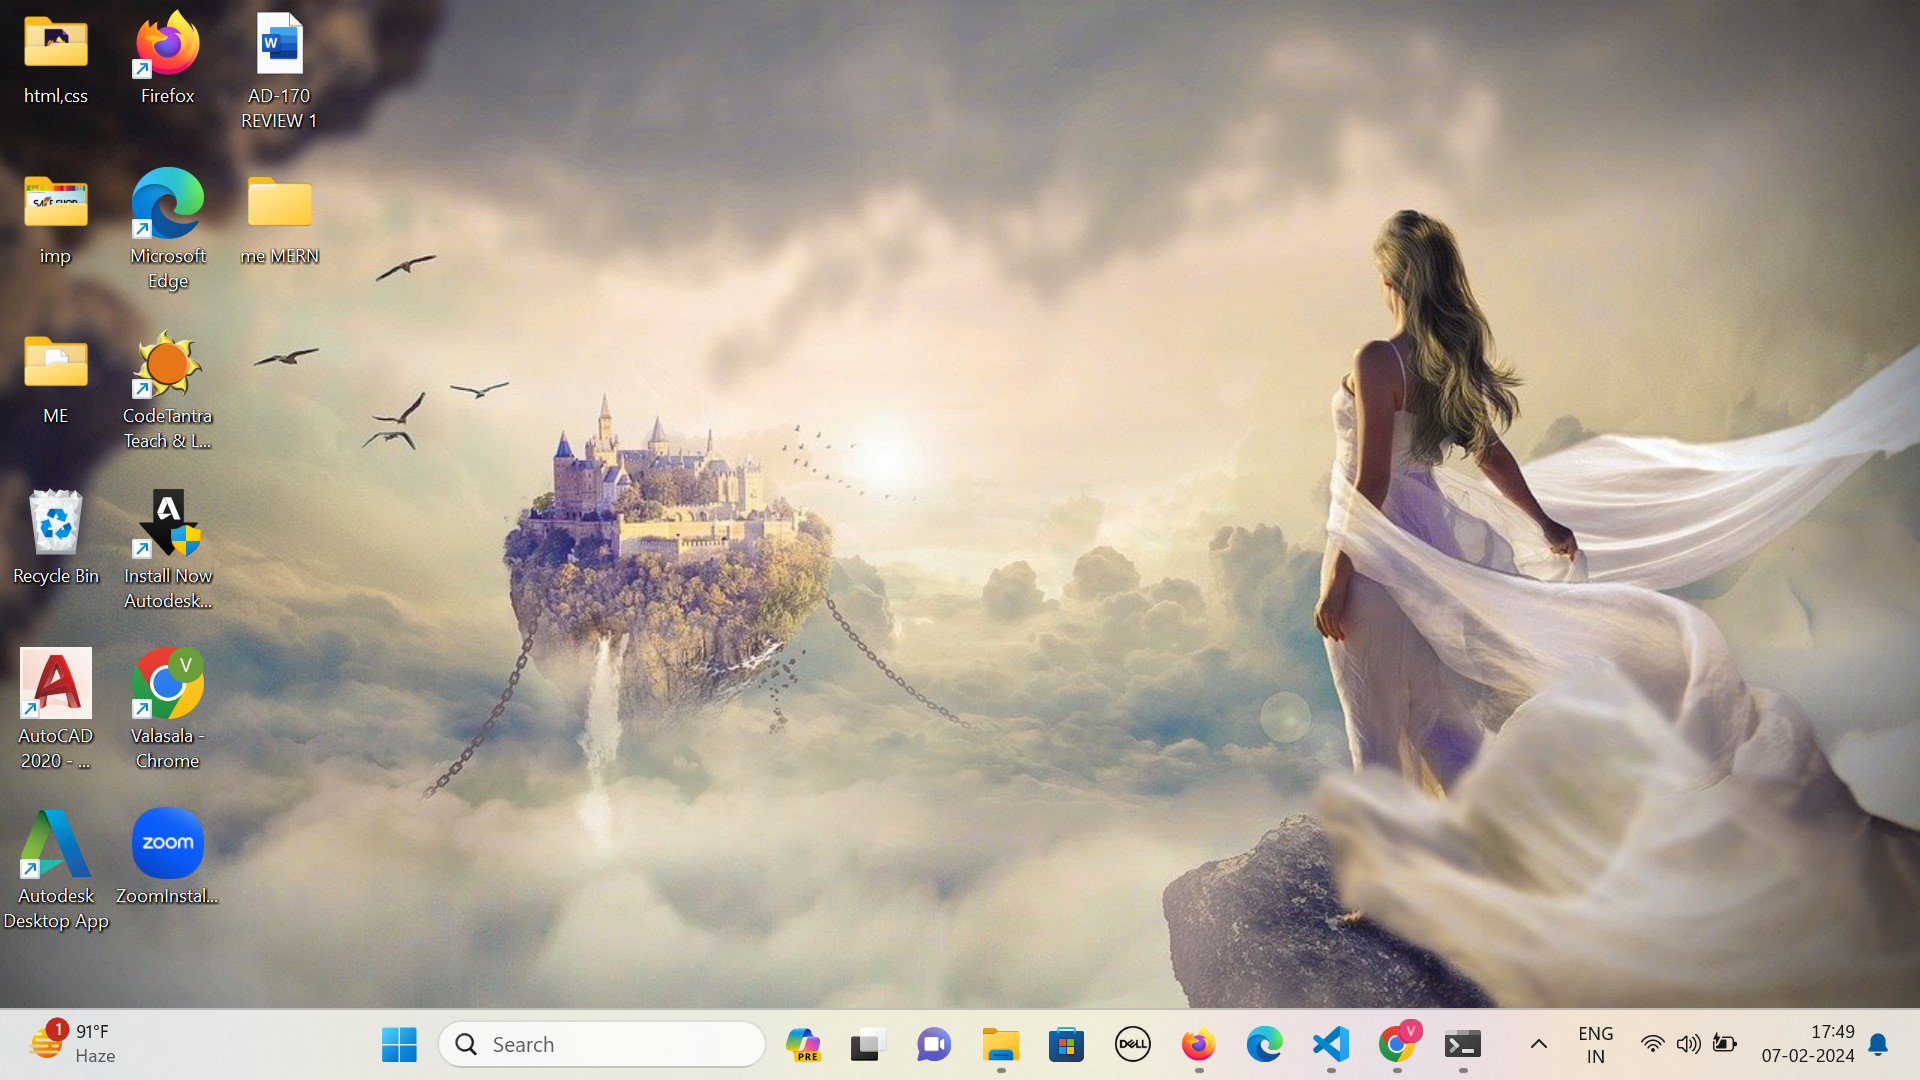 html,css
Firefox
W
AD-170
REVIEW 1
imp
Microsoft
Edge
me MERN
ME
CodeTantra
Teach & L...
Recycle Bin
Install Now
Autodesk...
AutoCAD
2020 - ...
V
Valasala -
Chrome
Autodesk
Desktop App
zoom
ZoomInstal...
1
91°F
Haze
Search
PRE
DELL
V
ENG
IN
17:49
07-02-2024